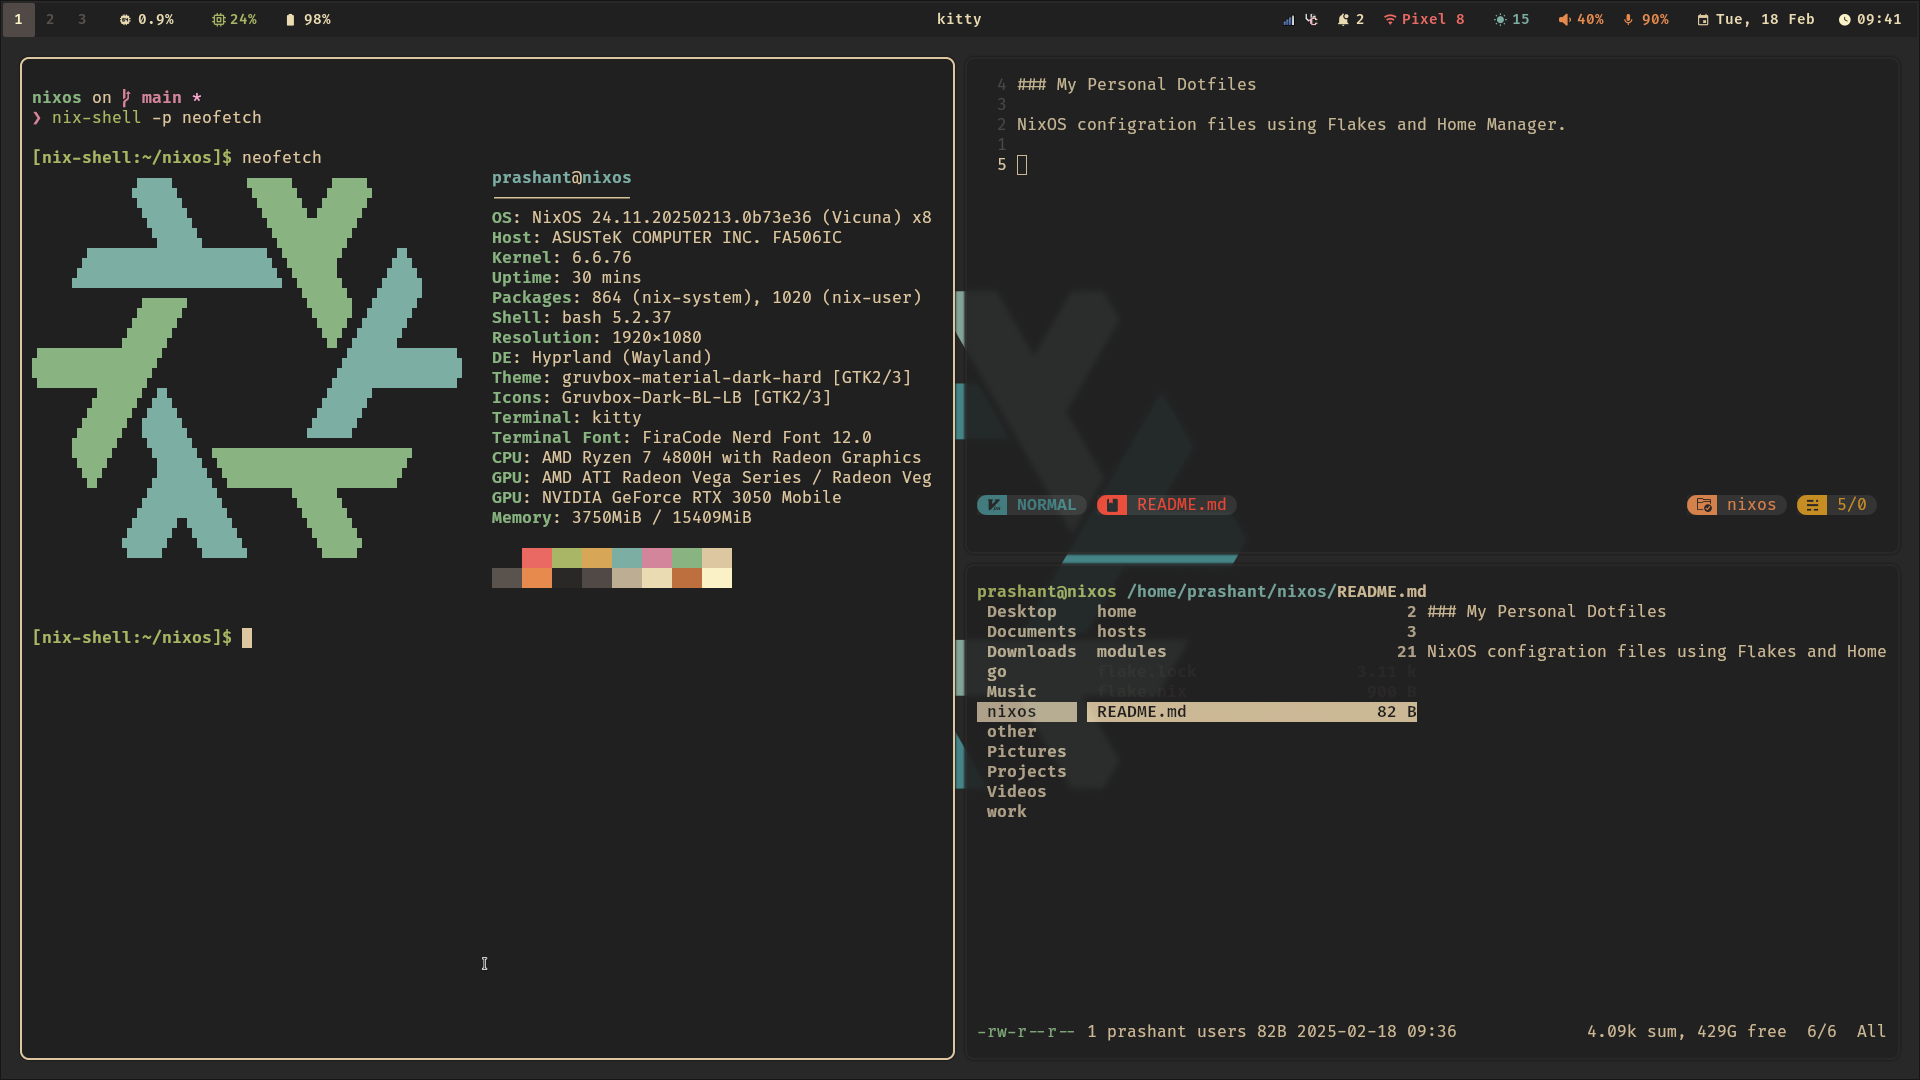 1 2 3 0.9% 24% 98% kitty 2 Pixel 8 15 40% 90% Tue, 18 Feb 09:41
nixos on main *
❯ nix-shell -p neofetch
[nix-shell:~/nixos]$ neofetch
prashant@nixos
OS: NixOS 24.11.20250213.0b73e36 (Vicuna) x8
Host: ASUSTeK COMPUTER INC. FA506IC
Kernel: 6.6.76
Uptime: 30 mins
Packages: 864 (nix-system), 1020 (nix-user)
Shell: bash 5.2.37
Resolution: 1920×1080
DE: Hyprland (Wayland)
Theme: gruvbox-material-dark-hard [GTK2/3]
Icons: Gruvbox-Dark-BL-LB [GTK2/3]
Terminal: kitty
Terminal Font: FiraCode Nerd Font 12.0
CPU: AMD Ryzen 7 4800H with Radeon Graphics
GPU: AMD ATI Radeon Vega Series / Radeon Veg
GPU: NVIDIA GeForce RTX 3050 Mobile
Memory: 3750MiB / 15409MiB
[nix-shell:~/nixos]$
4 ### My Personal Dotfiles
3
2 NixOS configration files using Flakes and Home Manager.
1
5
NORMAL README.md nixos 5/0
prashant@nixos /home/prashant/nixos/README.md
Desktop home 2 ### My Personal Dotfiles
Documents hosts 3
Downloads modules 21 NixOS configration files using Flakes and Home
go flake.lock 3.11 k
Music flake.nix 900 B
nixos README.md 82 B
other
Pictures
Projects
Videos
work
-rw-r--r-- 1 prashant users 82B 2025-02-18 09:36 4.09k sum, 429G free 6/6 All